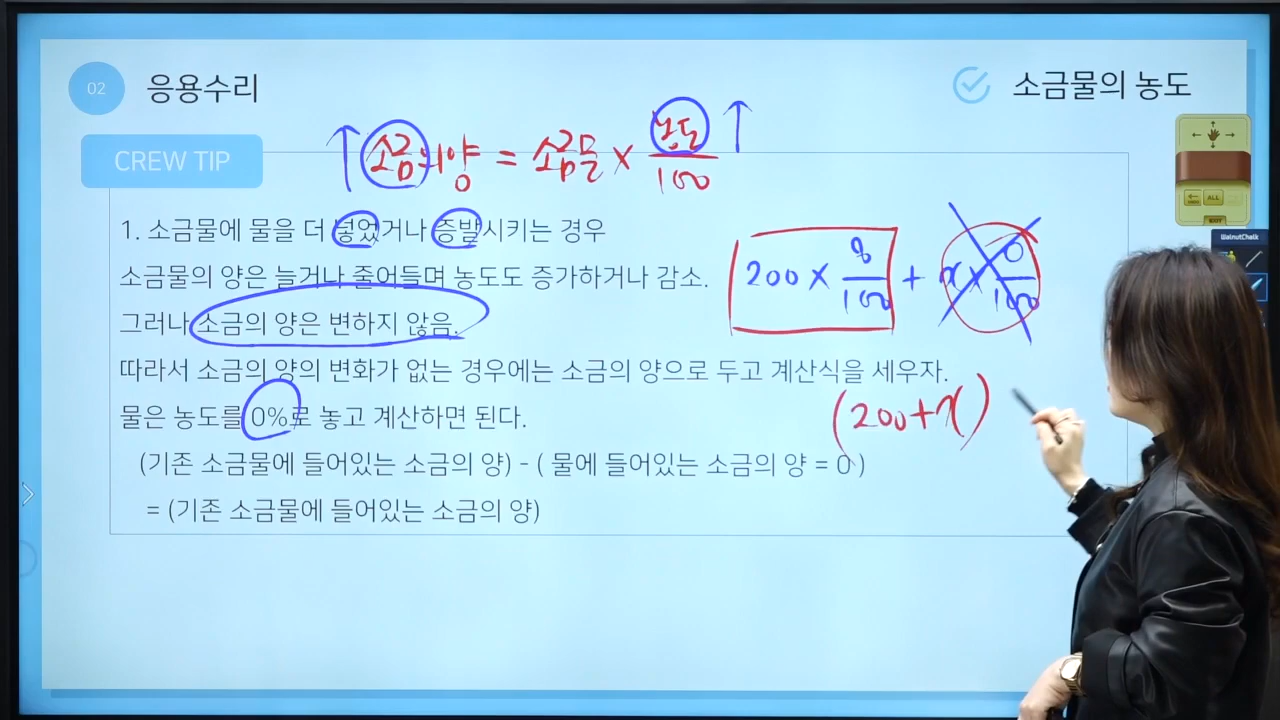 02 응용수리
소금물의 농도
CREW TIP
↑ 소금의양 = 소금물 × 농도/100 ↑
1. 소금물에 물을 더 넣었거나 증발시키는 경우
소금물의 양은 늘거나 줄어들며 농도도 증가하거나 감소.
그러나 소금의 양은 변하지 않음.
따라서 소금의 양의 변화가 없는 경우에는 소금의 양으로 두고 계산식을 세우자.
물은 농도를 0%로 놓고 계산하면 된다.
(기존 소금물에 들어있는 소금의 양) - ( 물에 들어있는 소금의 양 = 0 )
= (기존 소금물에 들어있는 소금의 양)
200 × 8/100 + x × 0/100
(200+x)
ALL
EXIT
WalnutChalk